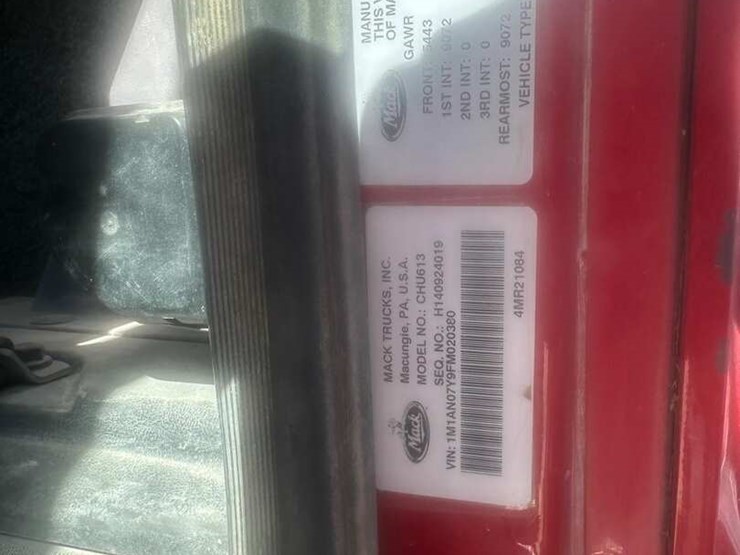 Mack
MACK TRUCKS, INC.
Macungie, PA, U.S.A.
MODEL NO.: CHU613
SEQ. NO.: H140924019
VIN: 1M1AN07Y9FM020380
4MR21084
Mack
MANU
THIS
OF MA
GAWR
FRONT: 5443
1ST INT: 9072
2ND INT: 0
3RD INT: 0
REARMOST: 9072
VEHICLE TYPE